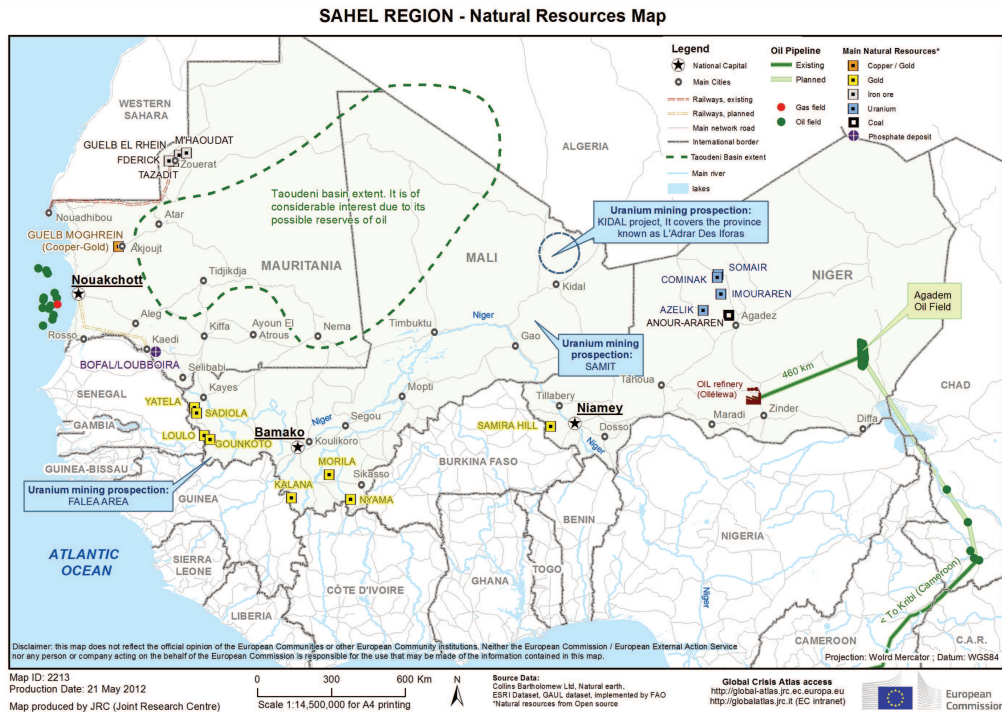 SAHEL REGION - Natural Resources Map
Legend
National Capital
Main Cities
Railways, existing
Railways, planned
Main network road
International border
Taoudeni Basin extent
Main river
lakes
Oil Pipeline
Existing
Planned
Gas field
Oil field
Main Natural Resources*
Copper / Gold
Gold
Iron ore
Uranium
Coal
Phosphate deposit
WESTERN
SAHARA
ALGERIA
GUELB EL RHEIN
M'HAOUDAT
FDERICK
Zouerat
TAZADIT
Taoudeni basin extent. It is of
considerable interest due to its
possible reserves of oil
Nouadhibou
Atar
GUELB MOGHREIN
(Cooper-Gold)
Akjoujt
Uranium mining prospection:
KIDAL project, It covers the province
known as L'Adrar Des Iforas
MAURITANIA
MALI
NIGER
Nouakchott
Tidjikdja
Kidal
SOMAIR
COMINAK
IMOURAREN
AZELIK
ANOUR-ARAREN
Agadez
Agadem
Oil Field
Aleg
Kiffa
Ayoun El
Atrous
Nema
Timbuktu
Niger
Gao
Uranium mining
prospection:
SAMIT
Rosso
Kaedi
BOFAL/LOUBBOIRA
Selibabi
SENEGAL
Kayes
Mopti
Tahoua
460 km
OIL refinery
(Ollélewa)
CHAD
YATELA
SADIOLA
Niger
Segou
Tillabery
Niamey
Maradi
Zinder
Diffa
GAMBIA
LOULO
GOUNKOTO
Bamako
Koulikoro
SAMIRA HILL
Dosso
Niger
GUINEA-BISSAU
MORILA
Sikasso
BURKINA FASO
Uranium mining prospection:
FALEA AREA
GUINEA
KALANA
NYAMA
BENIN
NIGERIA
ATLANTIC
OCEAN
SIERRA
LEONE
CÔTE D'IVOIRE
GHANA
TOGO
Niger
< To Kribi (Cameroon)
LIBERIA
CAMEROON
C.A.R.
Disclaimer: this map does not reflect the official opinion of the European Communities or other European Community institutions. Neither the European Commission / European External Action Service
nor any person or company acting on the behalf of the European Commission is responsible for the use that may be made of the information contained in this map.
Projection: Wolrd Mercator ; Datum: WGS84
Map ID: 2213
Production Date: 21 May 2012
Map produced by JRC (Joint Research Centre)
0 300 600 Km
Scale 1:14,500,000 for A4 printing
N
Source Data:
Collins Bartholomew Ltd, Natural earth,
ESRI Dataset, GAUL dataset, implemented by FAO
*Natural resources from Open source
Global Crisis Atlas access
http://global-atlas.jrc.ec.europa.eu
http://global-atlas.jrc.it (EC intranet)
European
Commission